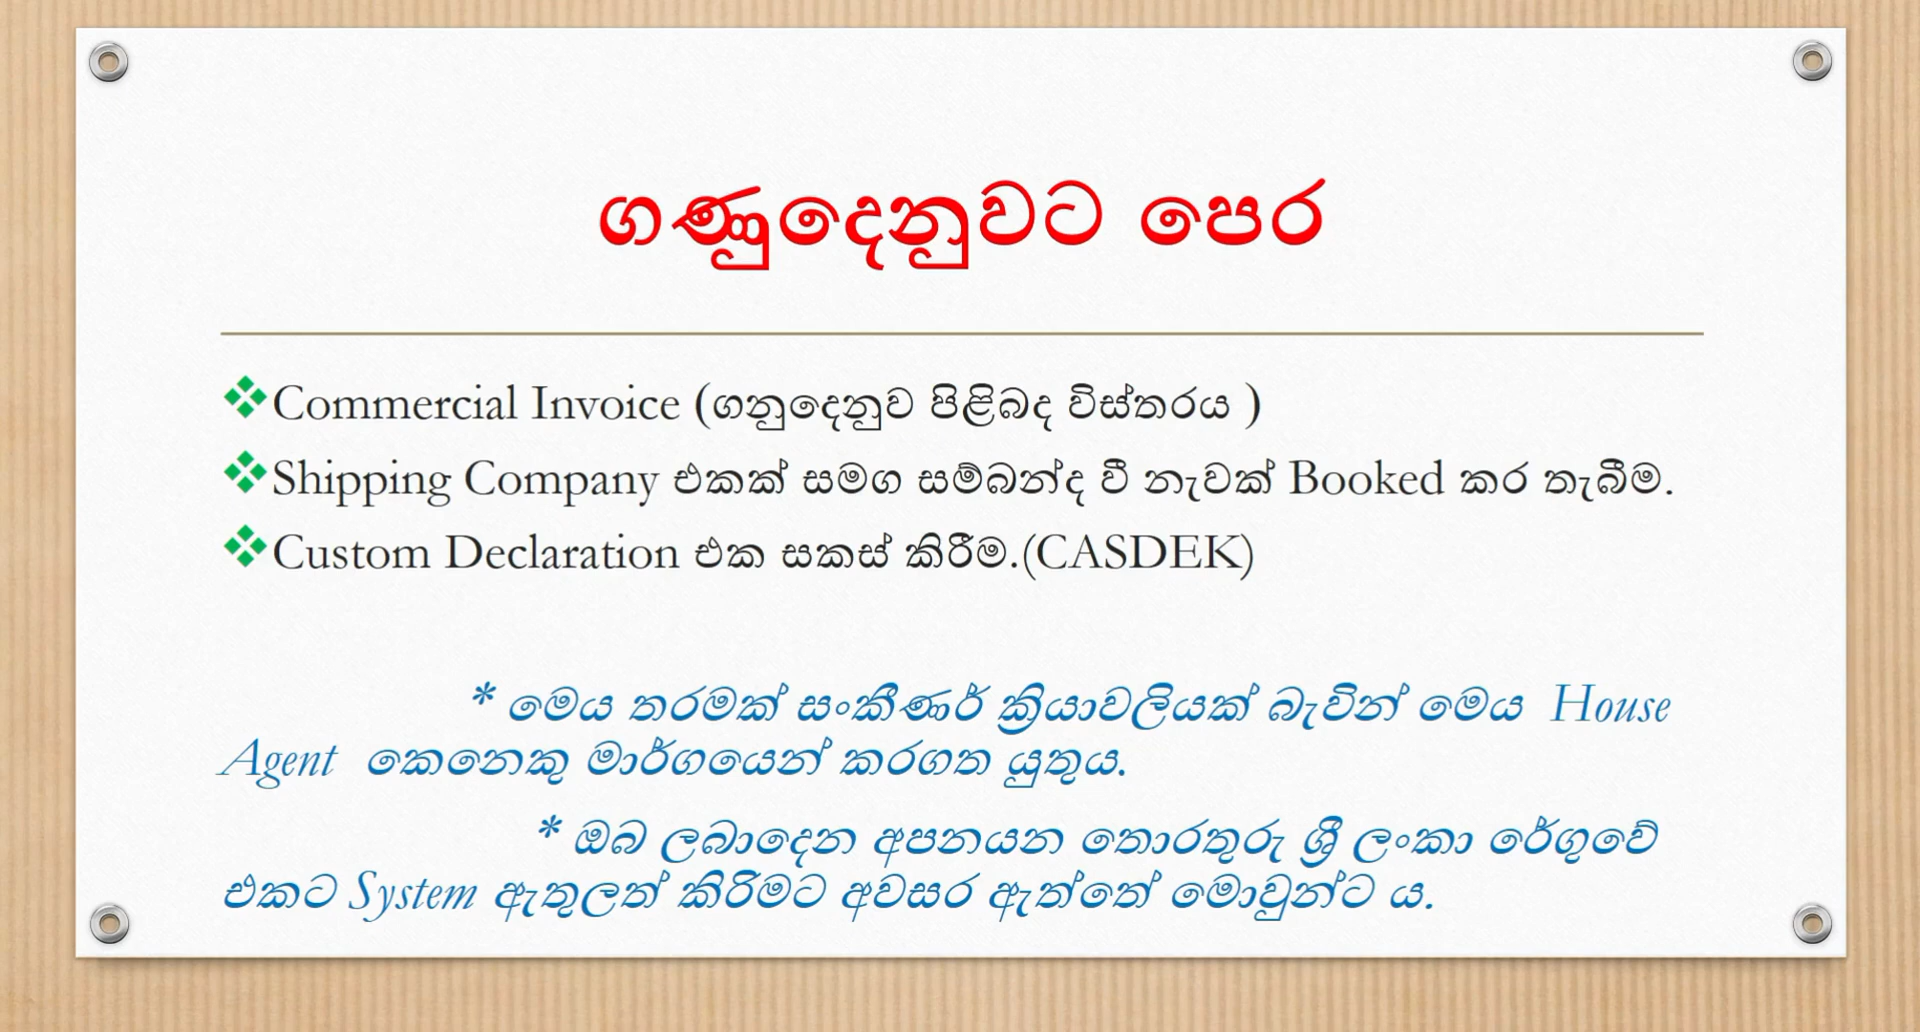 ගණුදෙනුවට පෙර
Commercial Invoice (ගනුදෙනුව පිළිබද විස්තරය )
Shipping Company එකක් සමග සම්බන්ද වී නැවක් Booked කර තැබීම.
Custom Declaration එක සකස් කිරීම.(CASDEK)
* මෙය තරමක් සංකීණර් ක්‍රියාවලියක් බැවින් මෙය House
Agent කෙනෙකු මාර්ගයෙන් කරගත යුතුය.
* ඔබ ලබාදෙන අපනයන තොරතුරු ශ්‍රී ලංකා රේගුවේ
එකට System ඇතුලත් කිරිමට අවසර ඇත්තේ මොවුන්ට ය.